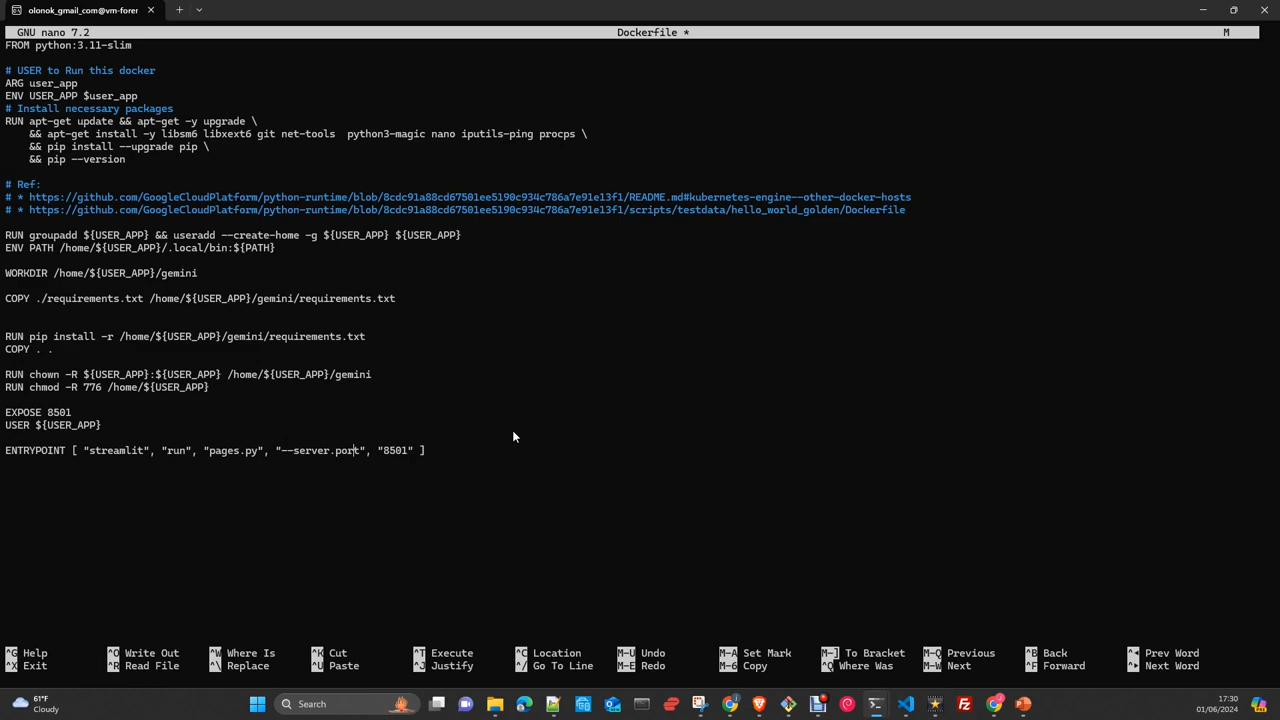 olonok_gmail_com@vm-forer
GNU nano 7.2 Dockerfile * M
FROM python:3.11-slim
# USER to Run this docker
ARG user_app
ENV USER_APP $user_app
# Install necessary packages
RUN apt-get update && apt-get -y upgrade \
&& apt-get install -y libsm6 libxext6 git net-tools  python3-magic nano iputils-ping procps \
&& pip install --upgrade pip \
&& pip --version
# Ref:
# * https://github.com/GoogleCloudPlatform/python-runtime/blob/8cdc91a88cd67501ee5190c934c786a7e91e13f1/README.md#kubernetes-engine--other-docker-hosts
# * https://github.com/GoogleCloudPlatform/python-runtime/blob/8cdc91a88cd67501ee5190c934c786a7e91e13f1/scripts/testdata/hello_world_golden/Dockerfile
RUN groupadd ${USER_APP} && useradd --create-home -g ${USER_APP} ${USER_APP}
ENV PATH /home/${USER_APP}/.local/bin:${PATH}
WORKDIR /home/${USER_APP}/gemini
COPY ./requirements.txt /home/${USER_APP}/gemini/requirements.txt
RUN pip install -r /home/${USER_APP}/gemini/requirements.txt
COPY . .
RUN chown -R ${USER_APP}:${USER_APP} /home/${USER_APP}/gemini
RUN chmod -R 776 /home/${USER_APP}
EXPOSE 8501
USER ${USER_APP}
ENTRYPOINT [ "streamlit", "run", "pages.py", "--server.port", "8501" ]
^G Help ^O Write Out ^W Where Is ^K Cut ^T Execute ^C Location M-U Undo M-A Set Mark M-] To Bracket M-Q Previous ^B Back ^◂ Prev Word
^X Exit ^R Read File ^\ Replace ^U Paste ^J Justify ^/ Go To Line M-E Redo M-6 Copy ^Q Where Was M-W Next ^F Forward ^▸ Next Word
61°F
Cloudy
Search
17:30
01/06/2024